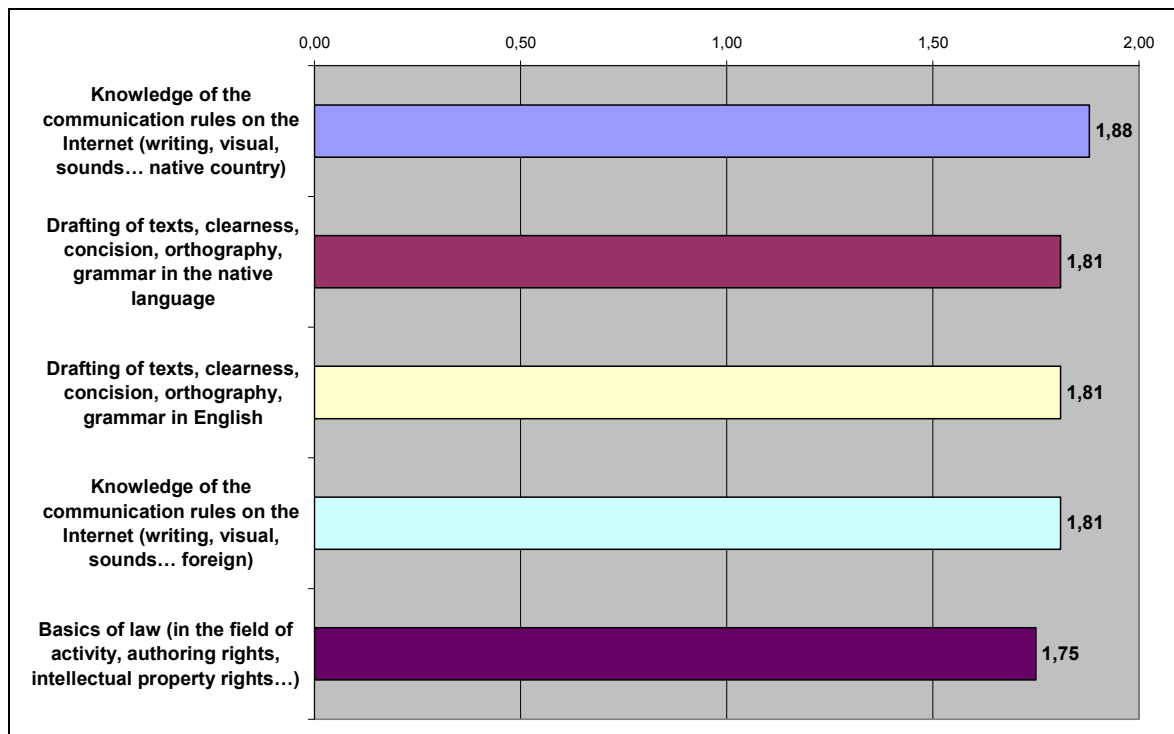 0,00 0,50 1,00 1,50 2,00
Knowledge of the
communication rules on the
Internet (writing, visual,
sounds… native country)
1,88
Drafting of texts, clearness,
concision, orthography,
grammar in the native
language
1,81
Drafting of texts, clearness,
concision, orthography,
grammar in English
1,81
Knowledge of the
communication rules on the
Internet (writing, visual,
sounds… foreign)
1,81
Basics of law (in the field of
activity, authoring rights,
intellectual property rights…)
1,75